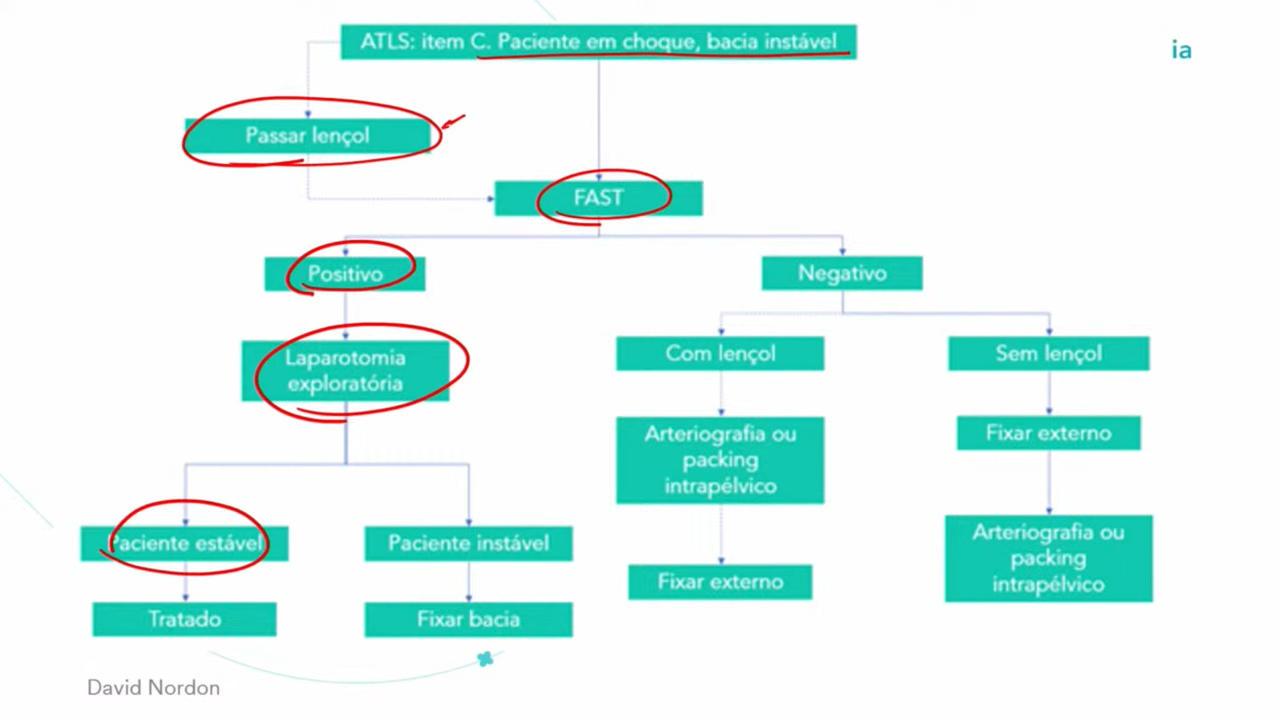 ATLS: item C. Paciente em choque, bacia instável
ia
Passar lençol
FAST
Positivo
Negativo
Laparotomia
exploratória
Com lençol
Sem lençol
Arteriografia ou
packing
intrapélvico
Fixar externo
Paciente estável
Paciente instável
Fixar externo
Arteriografia ou
packing
intrapélvico
Tratado
Fixar bacia
David Nordon